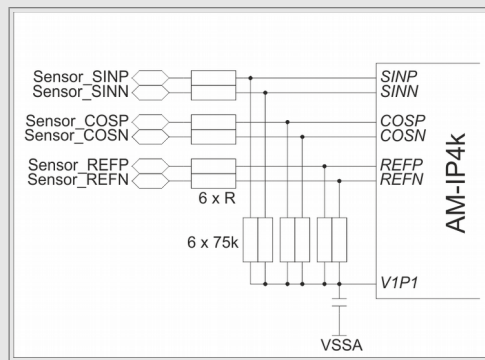 Sensor_SINP
SINP
Sensor_SINN
SINN
Sensor_COSP
COSP
Sensor_COSN
COSN
Sensor_REFP
REFP
Sensor_REFN
REFN
6 x R
AM-IP4k
6 x 75k
V1P1
VSSA